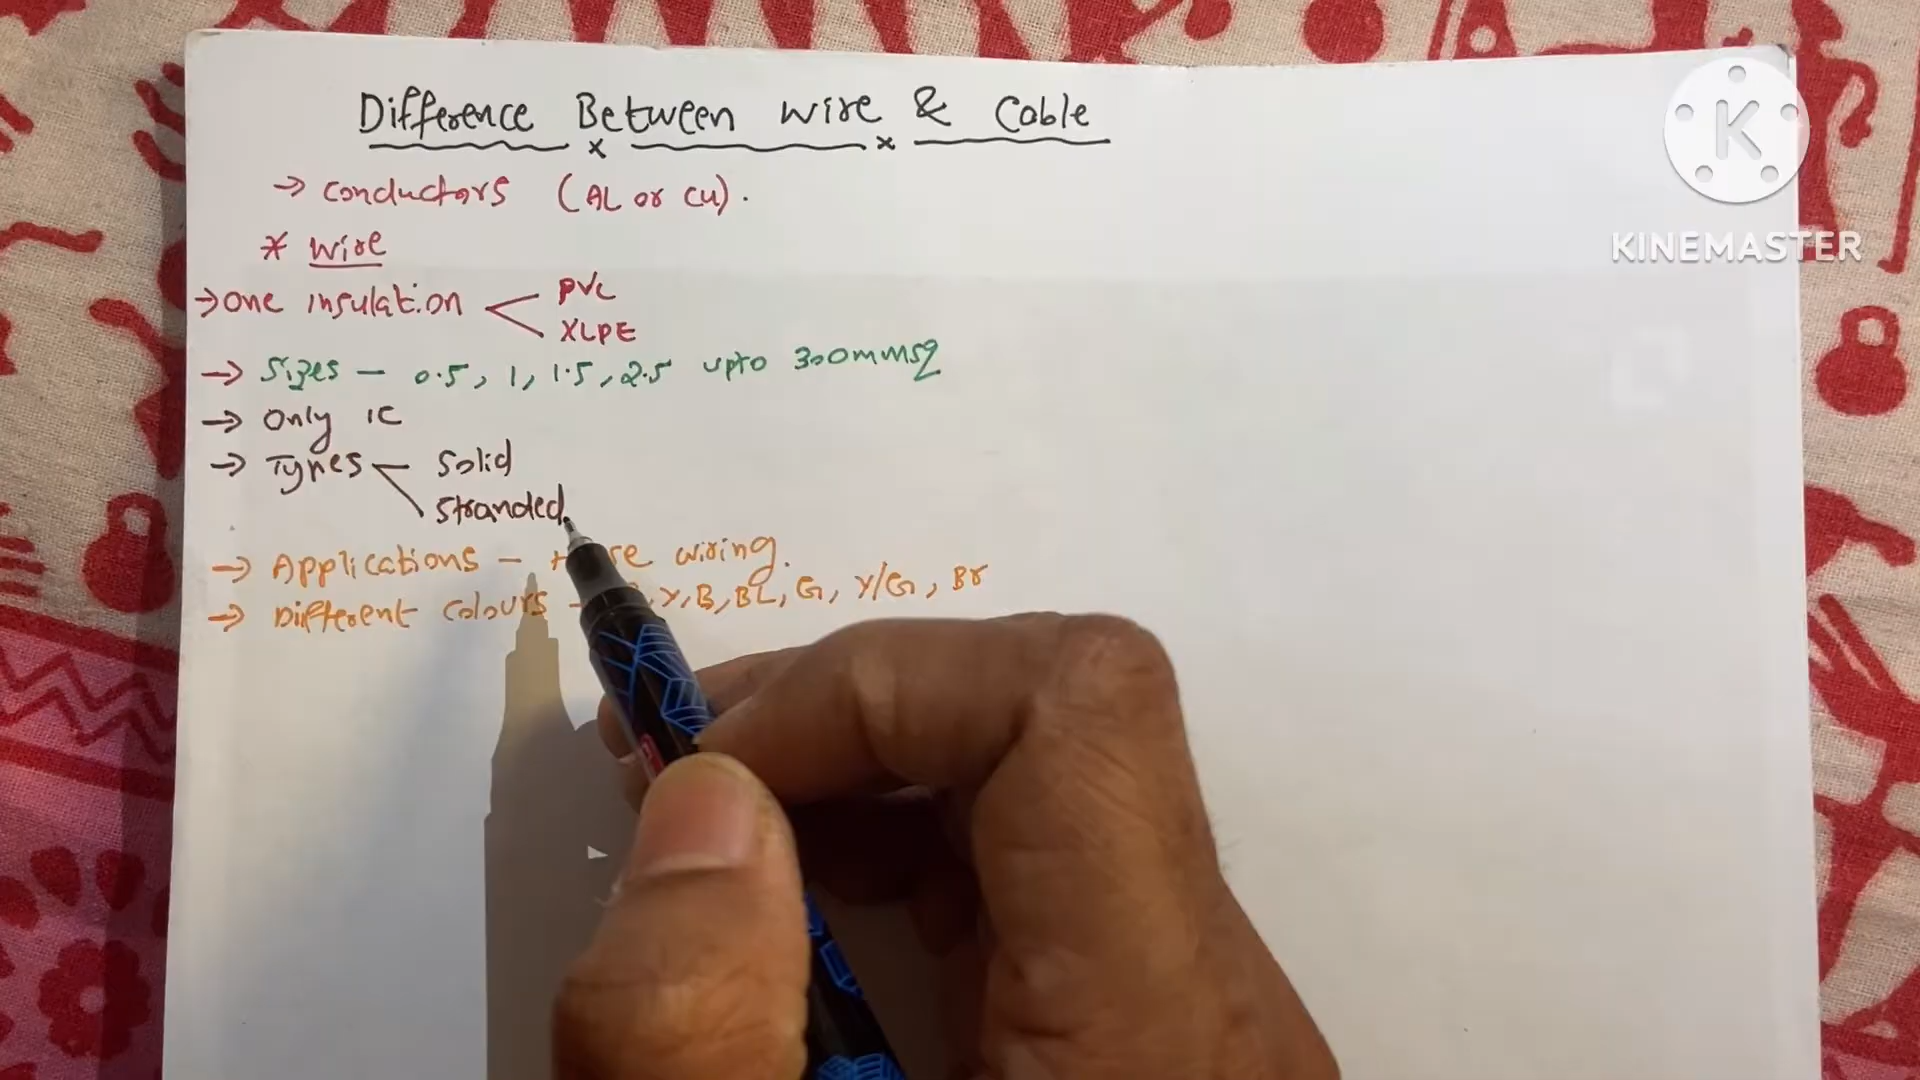 Difference Between Wire & Cable
→ Conductors (AL or CU).
* Wire
→ One insulation < PVC
XLPE
→ Sizes - 0.5, 1, 1.5, 2.5 upto 300mmsq
→ Only 1C
→ Types < Solid
Stranded
→ Applications - wiring.
→ Different Colours - Y, B, BL, G, Y/G, Br
K
KINEMASTER